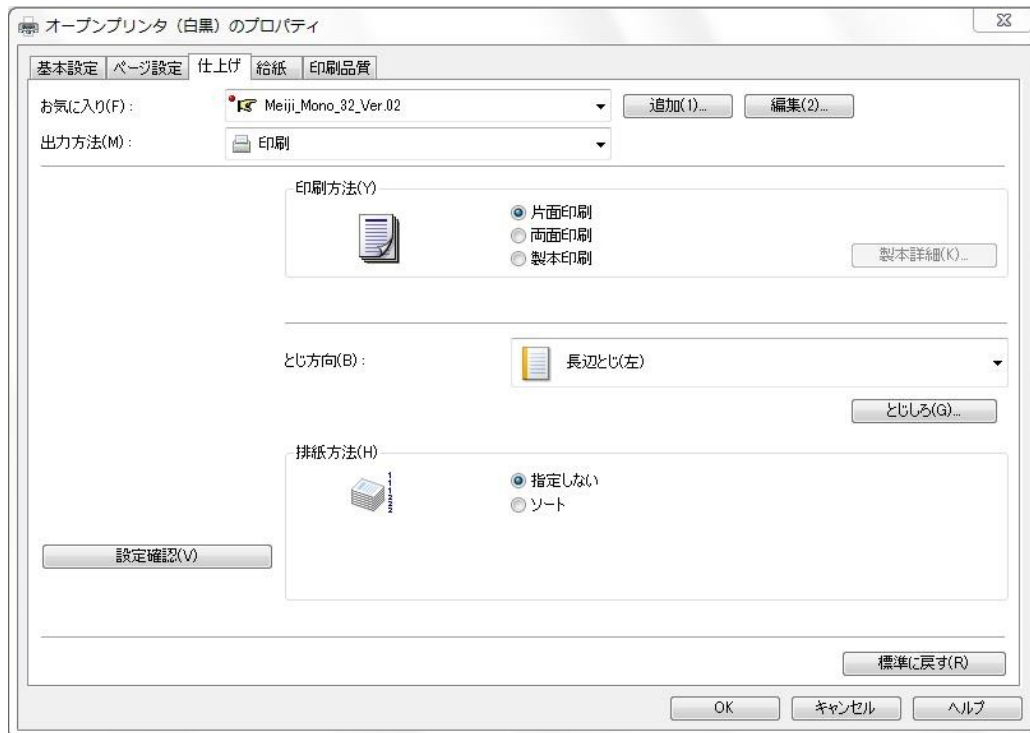 オープンプリンタ（白黒）のプロパティ
基本設定 ページ設定 仕上げ 給紙 印刷品質
お気に入り(F)： Meiji_Mono_32_Ver.02 追加(1)... 編集(2)...
出力方法(M)： 印刷
印刷方法(Y)
片面印刷
両面印刷
製本印刷 製本詳細(K)...
とじ方向(B)： 長辺とじ(左)
とじしろ(G)...
排紙方法(H)
指定しない
ソート
設定確認(V)
標準に戻す(R)
OK キャンセル ヘルプ